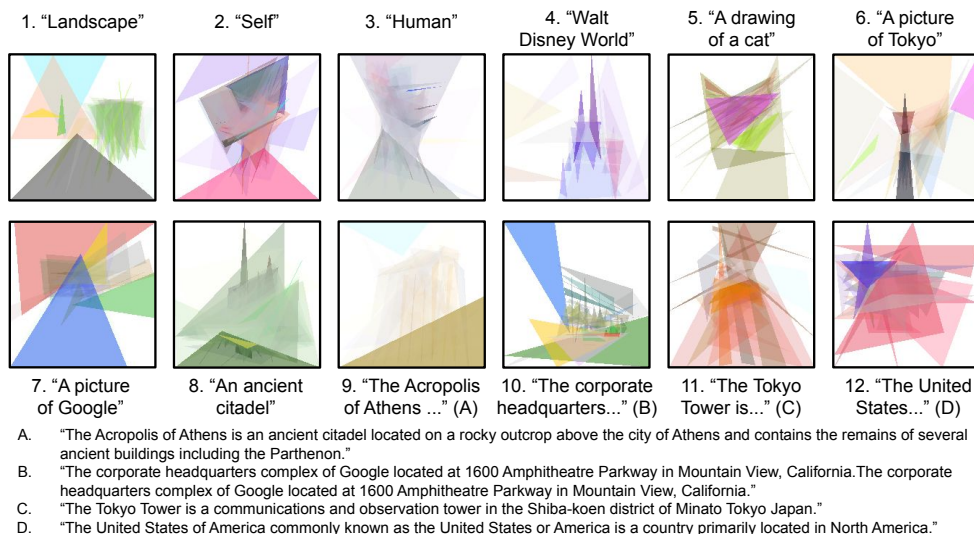 1. “Landscape”
2. “Self”
3. “Human”
4. “Walt
Disney World”
5. “A drawing
of a cat”
6. “A picture
of Tokyo”
7. “A picture
of Google”
8. “An ancient
citadel”
9. “The Acropolis
of Athens ...” (A)
10. “The corporate
headquarters...” (B)
11. “The Tokyo
Tower is...” (C)
12. “The United
States...” (D)
A. “The Acropolis of Athens is an ancient citadel located on a rocky outcrop above the city of Athens and contains the remains of several
ancient buildings including the Parthenon.”
B. “The corporate headquarters complex of Google located at 1600 Amphitheatre Parkway in Mountain View, California.The corporate
headquarters complex of Google located at 1600 Amphitheatre Parkway in Mountain View, California.”
C. “The Tokyo Tower is a communications and observation tower in the Shiba-koen district of Minato Tokyo Japan.”
D. “The United States of America commonly known as the United States or America is a country primarily located in North America.”